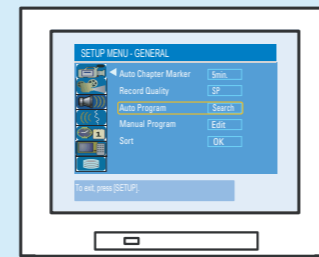 SETUP MENU - GENERAL
Auto Chapter Marker 5min.
Record Quality SP
Auto Program Search
Manual Program Edit
Sort OK
1
To exit, press [SETUP].